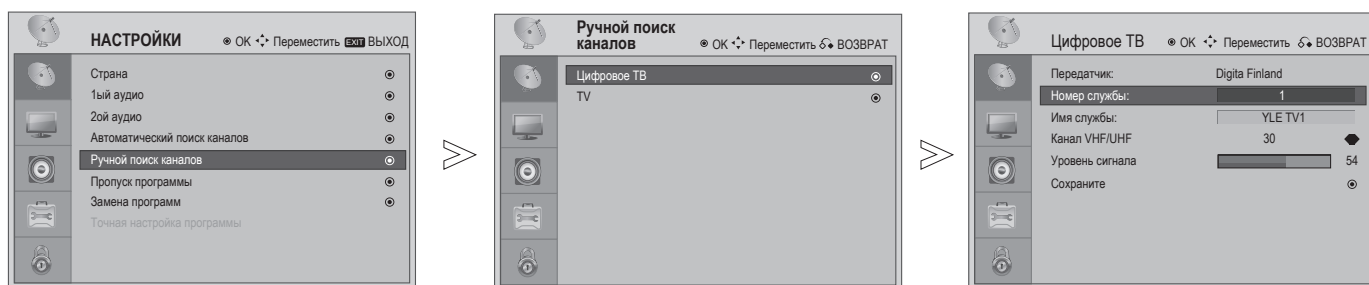 НАСТРОЙКИ OK Переместить EXIT ВЫХОД
Страна
1ый аудио
2ой аудио
Автоматический поиск каналов
Ручной поиск каналов
Пропуск программы
Замена программ
Точная настройка программы
Ручной поиск
каналов OK Переместить ВОЗВРАТ
Цифровое ТВ
TV
Цифровое ТВ OK Переместить ВОЗВРАТ
Передатчик: Digita Finland
Номер службы: 1
Имя службы: YLE TV1
Канал VHF/UHF 30
Уровень сигнала 54
Сохраните